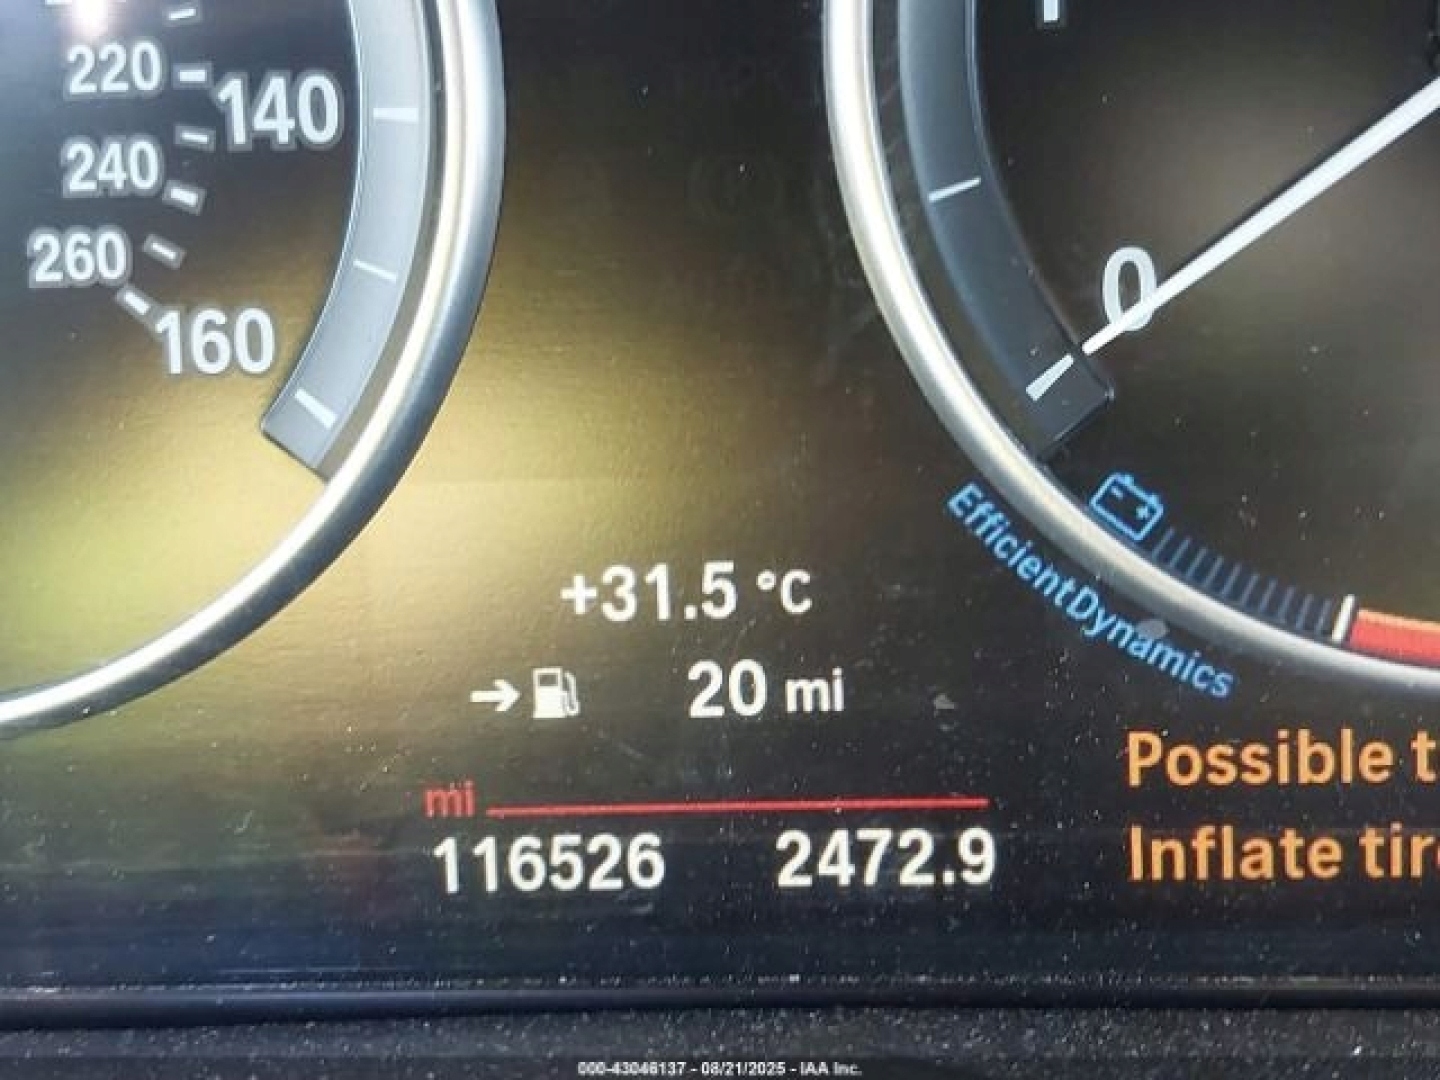 220
140
240
260
160
0
+31.5 °C
20 mi
mi
116526 2472.9
EfficientDynamics
Possible t
Inflate tir
000-43046137 - 08/21/2025 - IAA Inc.